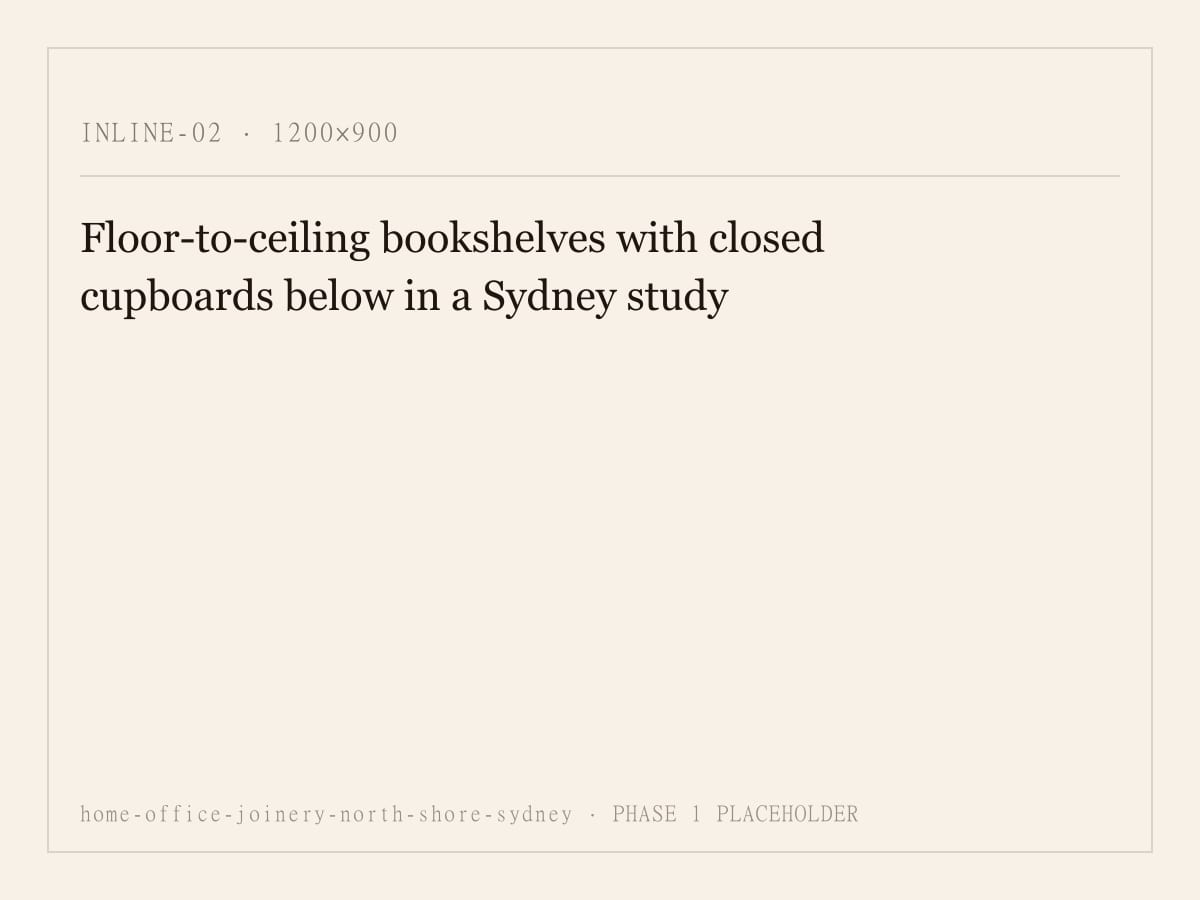 INLINE-02 · 1200×900
Floor-to-ceiling bookshelves with closed
cupboards below in a Sydney study
home-office-joinery-north-shore-sydney · PHASE 1 PLACEHOLDER